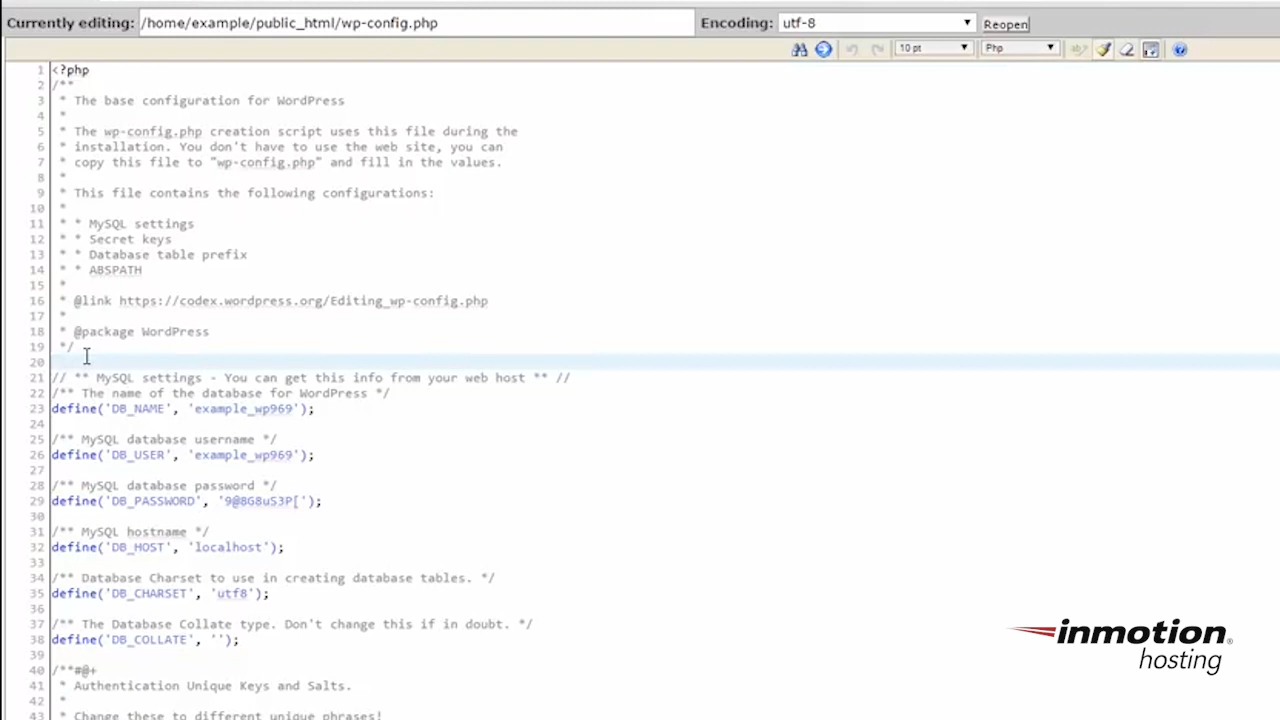 Currently editing: /home/example/public_html/wp-config.php Encoding: utf-8 Reopen
10 pt Php
1 <?php
2 /**
3 * The base configuration for WordPress
4 *
5 * The wp-config.php creation script uses this file during the
6 * installation. You don't have to use the web site, you can
7 * copy this file to "wp-config.php" and fill in the values.
8 *
9 * This file contains the following configurations:
10 *
11 * * MySQL settings
12 * * Secret keys
13 * * Database table prefix
14 * * ABSPATH
15 *
16 * @link https://codex.wordpress.org/Editing_wp-config.php
17 *
18 * @package WordPress
19 */
20
21 // ** MySQL settings - You can get this info from your web host ** //
22 /** The name of the database for WordPress */
23 define('DB_NAME', 'example_wp969');
24
25 /** MySQL database username */
26 define('DB_USER', 'example_wp969');
27
28 /** MySQL database password */
29 define('DB_PASSWORD', '9@8G8uS3P[');
30
31 /** MySQL hostname */
32 define('DB_HOST', 'localhost');
33
34 /** Database Charset to use in creating database tables. */
35 define('DB_CHARSET', 'utf8');
36
37 /** The Database Collate type. Don't change this if in doubt. */
38 define('DB_COLLATE', '');
39
40 /**#@+
41 * Authentication Unique Keys and Salts.
42 *
43 * Change these to different unique phrases!
inmotion
hosting